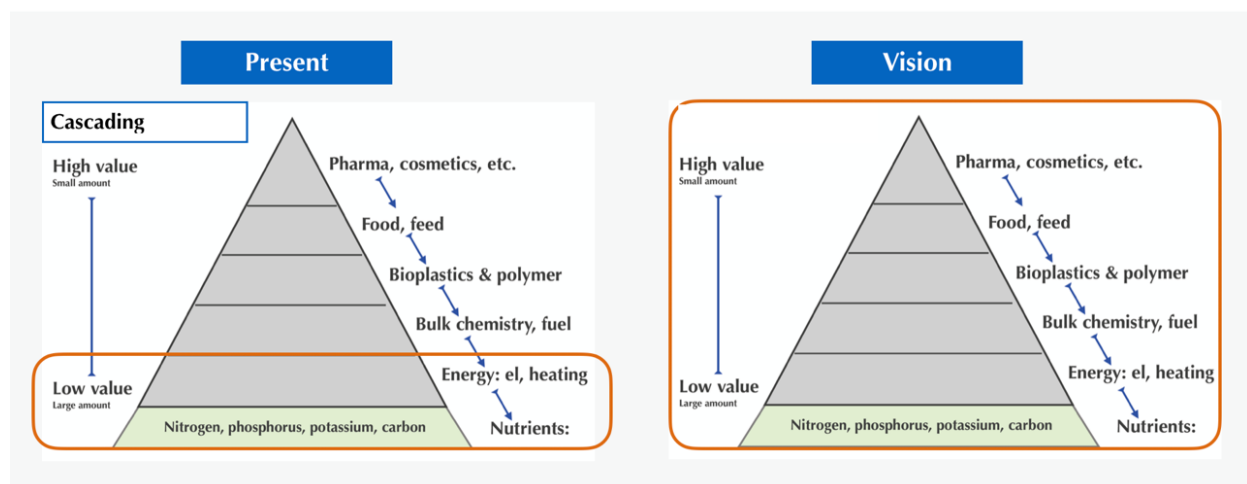 Present
Cascading
High value
Small amount
Low value
Large amount
Pharma, cosmetics, etc.
Food, feed
Bioplastics & polymer
Bulk chemistry, fuel
Energy: el, heating
Nutrients:
Nitrogen, phosphorus, potassium, carbon
Vision
High value
Small amount
Low value
Large amount
Pharma, cosmetics, etc.
Food, feed
Bioplastics & polymer
Bulk chemistry, fuel
Energy: el, heating
Nutrients:
Nitrogen, phosphorus, potassium, carbon